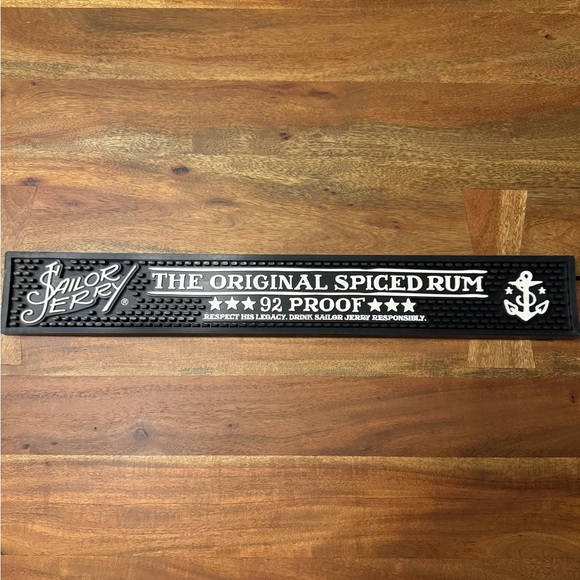 SAILOR
JERRY®
THE ORIGINAL SPICED RUM
★★★ 92 PROOF ★★★
RESPECT HIS LEGACY. DRINK SAILOR JERRY RESPONSIBLY.